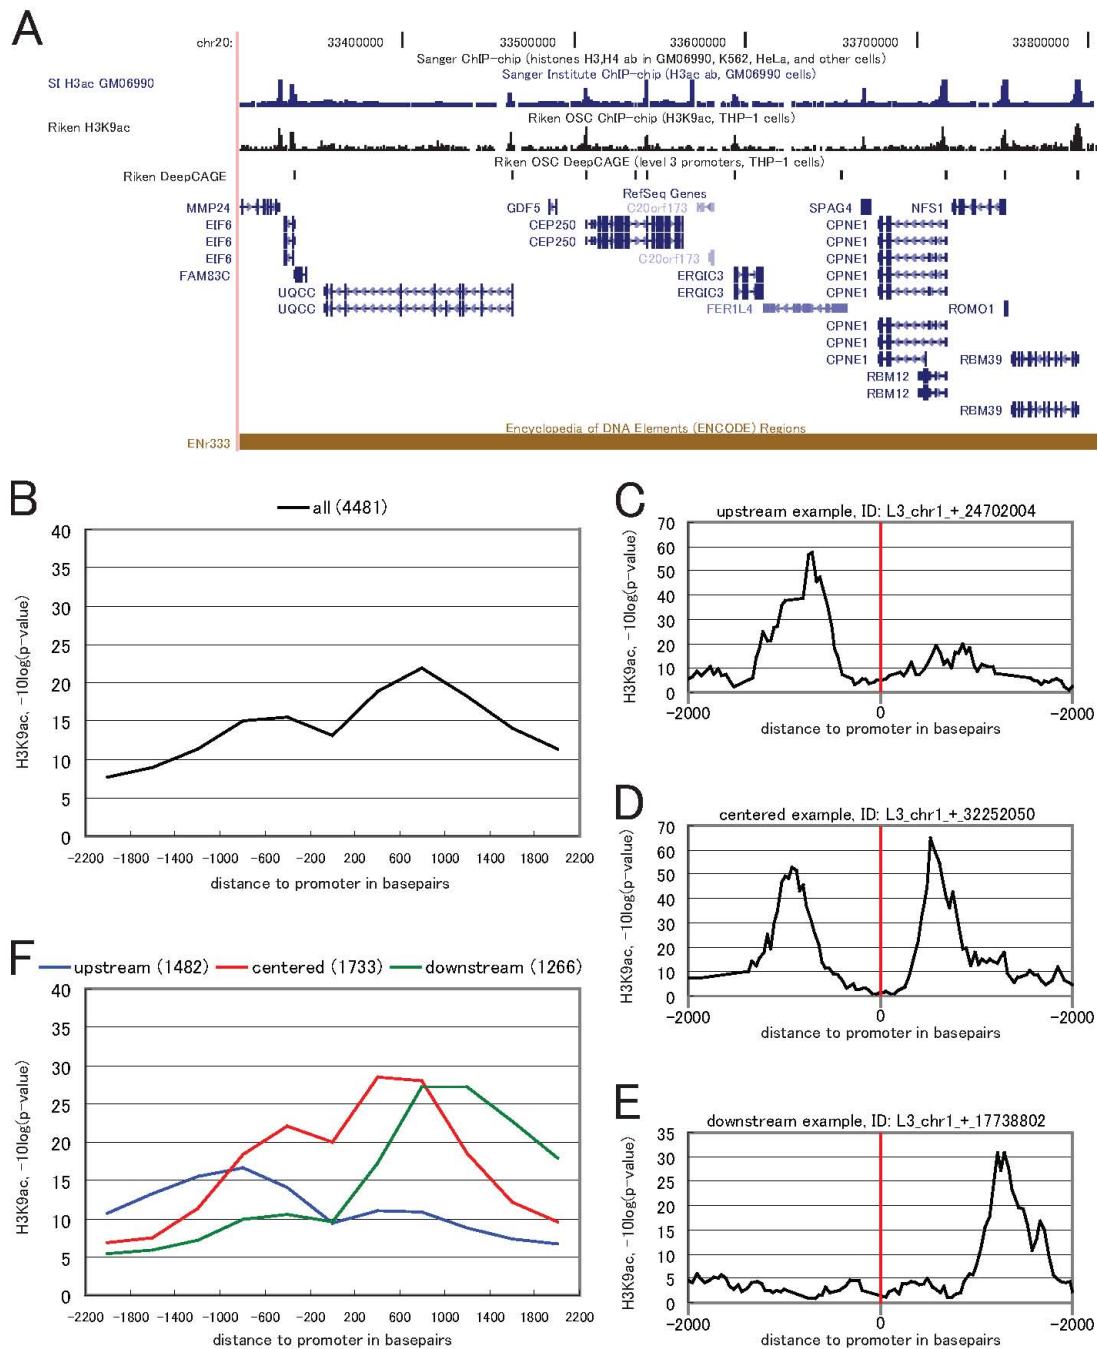 A
chr20: 33400000 33500000 33600000 33700000 33800000
Sanger ChIP-chip (histones H3,H4 ab in GM06990, K562, HeLa, and other cells)
Sanger Institute ChIP-chip (H3ac ab, GM06990 cells)
SI H3ac GM06990
Riken OSC ChIP-chip (H3K9ac, THP-1 cells)
Riken H3K9ac
Riken OSC DeepCAGE (level 3 promoters, THP-1 cells)
Riken DeepCAGE
RefSeq Genes
MMP24 GDF5 C20orf173 SPAG4 NFS1
EIF6 CEP250 CPNE1
EIF6 CEP250 CPNE1
EIF6 C20orf173 CPNE1
FAM83C ERGIC3 CPNE1
UQCC ERGIC3 CPNE1
UQCC FER1L4 ROMO1
CPNE1
CPNE1
CPNE1 RBM39
RBM12
RBM12
RBM39
Encyclopedia of DNA Elements (ENCODE) Regions
ENr333
B
all (4481)
H3K9ac, -10log(p-value)
40
35
30
25
20
15
10
5
0
-2200 -1800 -1400 -1000 -600 -200 200 600 1000 1400 1800 2200
distance to promoter in basepairs
C
upstream example, ID: L3_chr1_+_24702004
H3K9ac, -10log(p-value)
70
60
50
40
30
20
10
0
-2000 0 -2000
distance to promoter in basepairs
D
centered example, ID: L3_chr1_+_32252050
H3K9ac, -10log(p-value)
70
60
50
40
30
20
10
0
-2000 0 -2000
distance to promoter in basepairs
E
downstream example, ID: L3_chr1_+_17738802
H3K9ac, -10log(p-value)
35
30
25
20
15
10
5
0
-2000 0 -2000
distance to promoter in basepairs
F
upstream (1482) centered (1733) downstream (1266)
H3K9ac, -10log(p-value)
40
35
30
25
20
15
10
5
0
-2200 -1800 -1400 -1000 -600 -200 200 600 1000 1400 1800 2200
distance to promoter in basepairs